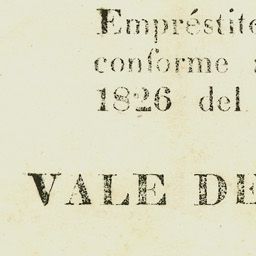 Empréstito
conforme
1826 del
VALE DE